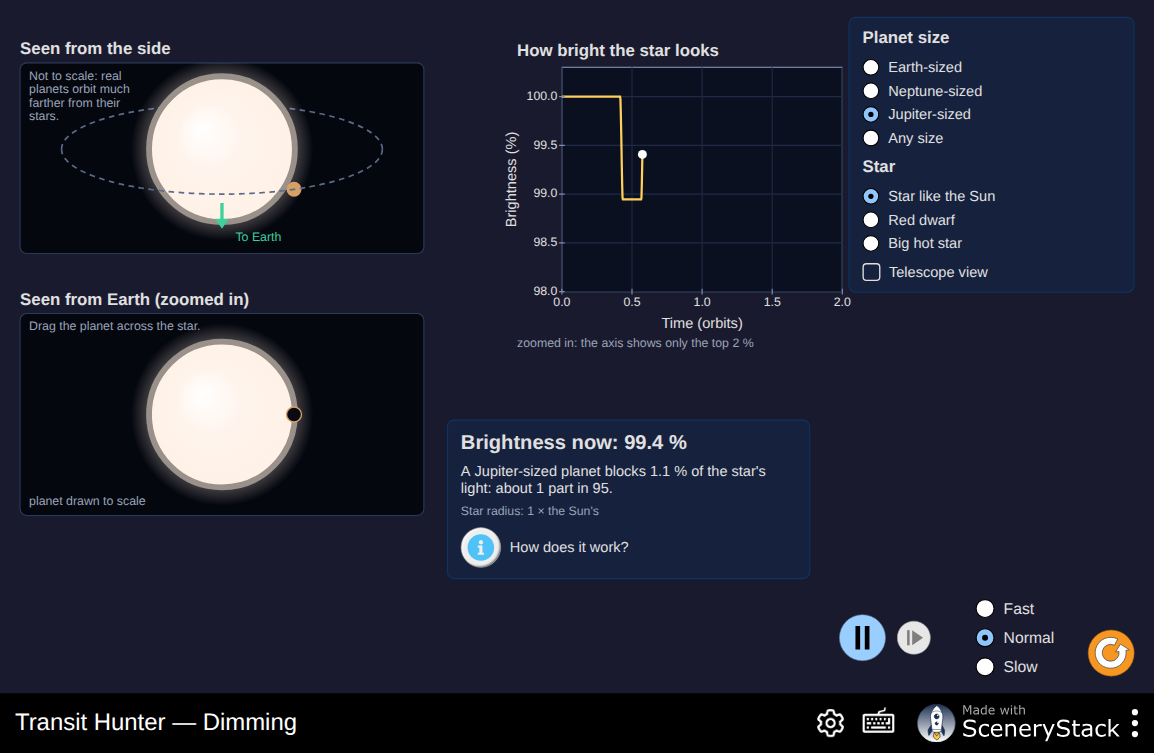 Seen from the side
Not to scale: real
planets orbit much
farther from their
stars.
To Earth
Seen from Earth (zoomed in)
Drag the planet across the star.
planet drawn to scale
How bright the star looks
Brightness (%)
100.0
99.5
99.0
98.5
98.0
0.0 0.5 1.0 1.5 2.0
Time (orbits)
zoomed in: the axis shows only the top 2 %
Planet size
Earth-sized
Neptune-sized
Jupiter-sized
Any size
Star
Star like the Sun
Red dwarf
Big hot star
Telescope view
Brightness now: 99.4 %
A Jupiter-sized planet blocks 1.1 % of the star's
light: about 1 part in 95.
Star radius: 1 × the Sun's
How does it work?
Fast
Normal
Slow
Transit Hunter — Dimming
Made with
SceneryStack